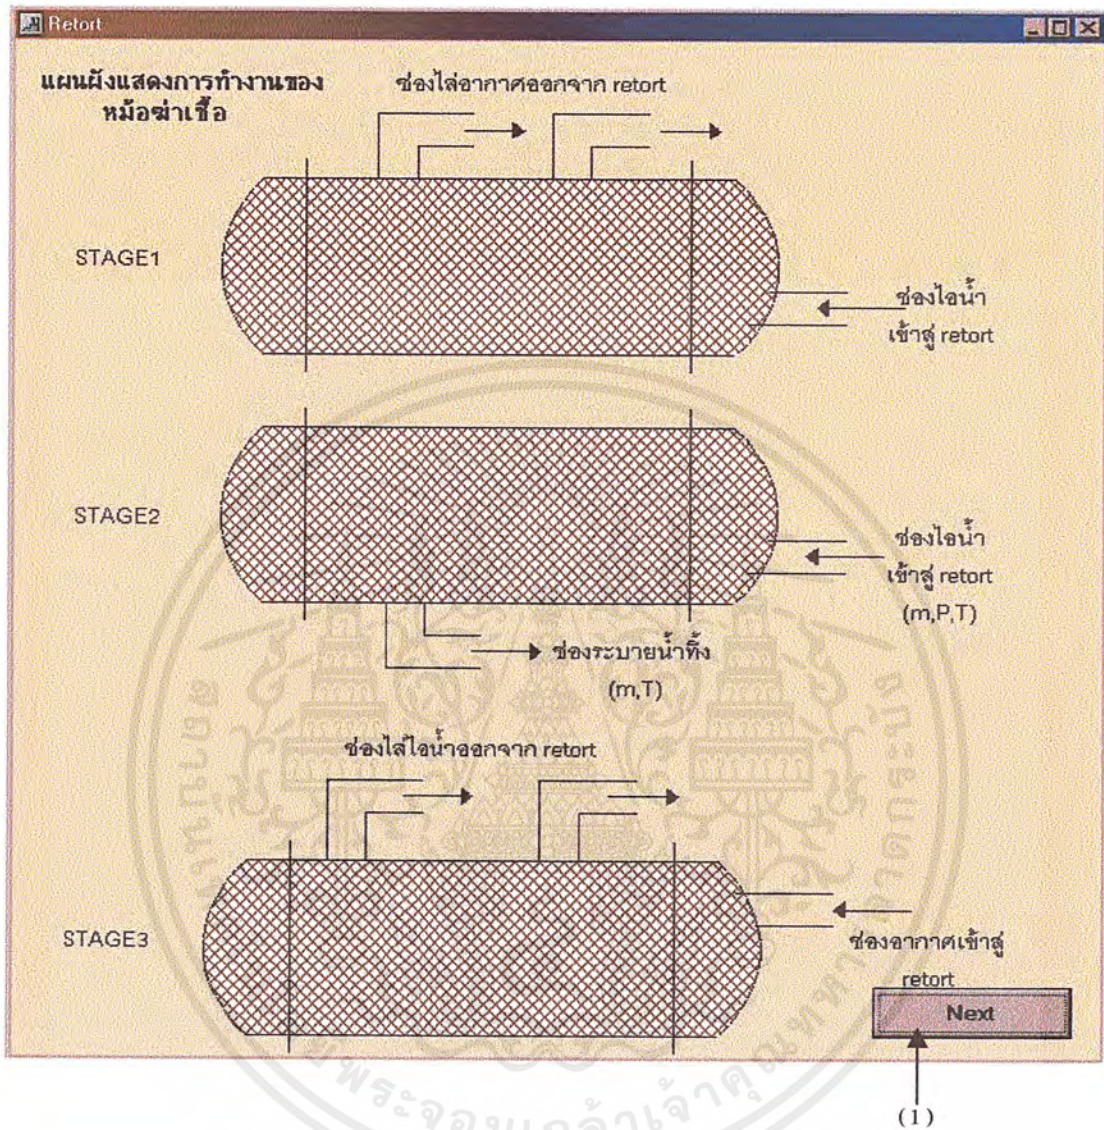 Retort
แผนผังแสดงการทำงานของ
หม้อฆ่าเชื้อ
ช่องไล่อากาศออกจาก retort
STAGE1
ช่องไอน้ำ
เข้าสู่ retort
STAGE2
ช่องไอน้ำ
เข้าสู่ retort
(m,P,T)
ช่องระบายน้ำทิ้ง
(m,T)
ช่องไล่ไอน้ำออกจาก retort
STAGE3
ช่องอากาศเข้าสู่
retort
Next
(1)